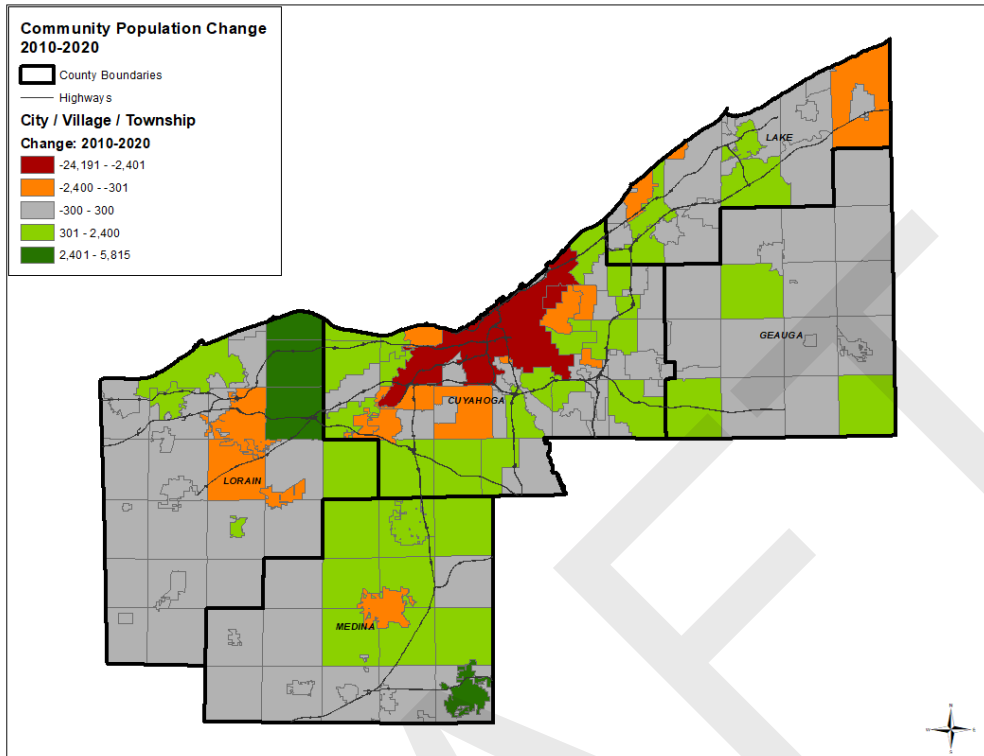 Community Population Change
2010-2020
County Boundaries
Highways
City / Village / Township
Change: 2010-2020
-24,191 - -2,401
-2,400 - -301
-300 - 300
301 - 2,400
2,401 - 5,815
LAKE
GEAUGA
CUYAHOGA
LORAIN
MEDINA
N
W E
S